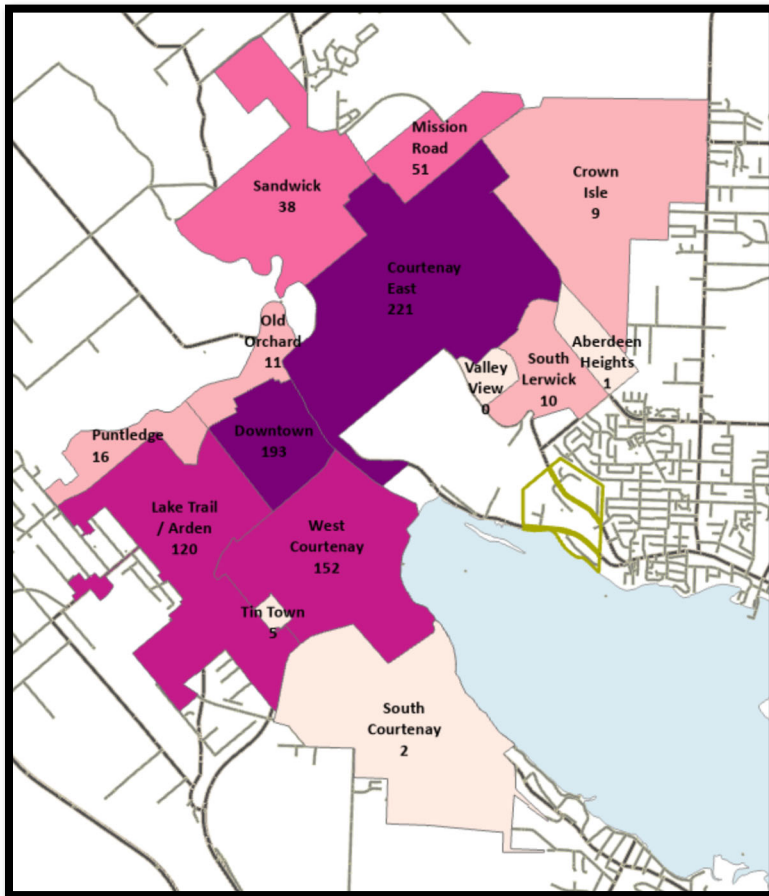 Mission
Road
51
Sandwick
38
Crown
Isle
9
Courtenay
East
221
Old
Orchard
11
Aberdeen
Heights
1
Valley
View
0
South
Lerwick
10
Puntledge
16
Downtown
193
Lake Trail
/ Arden
120
West
Courtenay
152
Tin Town
5
South
Courtenay
2